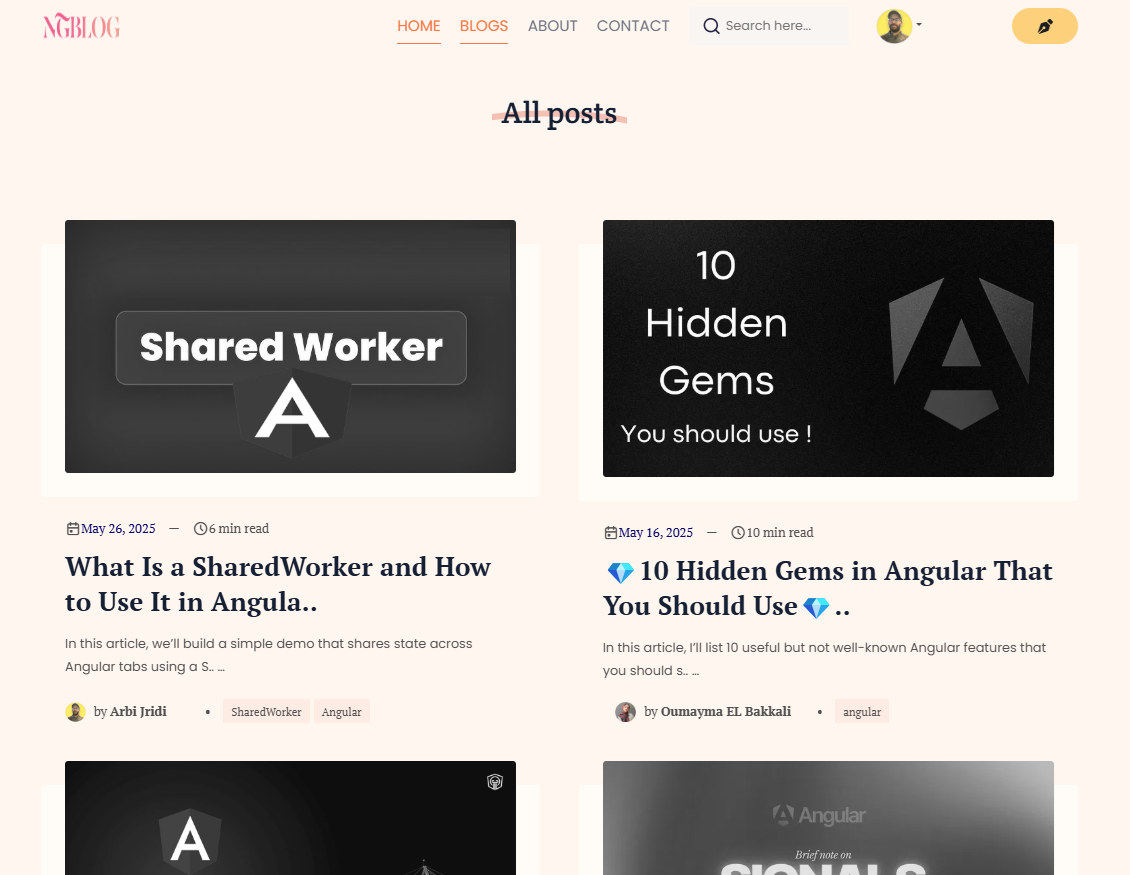 NGBLOG
HOME BLOGS ABOUT CONTACT Search here...
All posts
Shared Worker
May 26, 2025 — 6 min read
What Is a SharedWorker and How
to Use It in Angula..
In this article, we’ll build a simple demo that shares state across
Angular tabs using a S.. ...
by Arbi Jridi • SharedWorker Angular
10
Hidden
Gems
You should use !
May 16, 2025 — 10 min read
💎 10 Hidden Gems in Angular That
You Should Use 💎 ..
In this article, I’ll list 10 useful but not well-known Angular features that
you should s.. ...
by Oumayma EL Bakkali • angular
Angular
Brief note on
SIGNALS